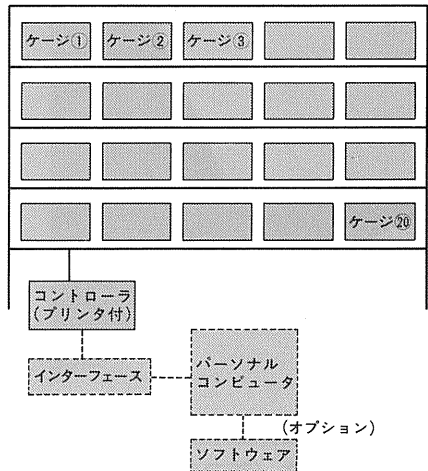 ケージ①
ケージ②
ケージ③
ケージ⑳
コントローラ
(プリンタ付)
インターフェース
パーソナル
コンピュータ
(オプション)
ソフトウェア